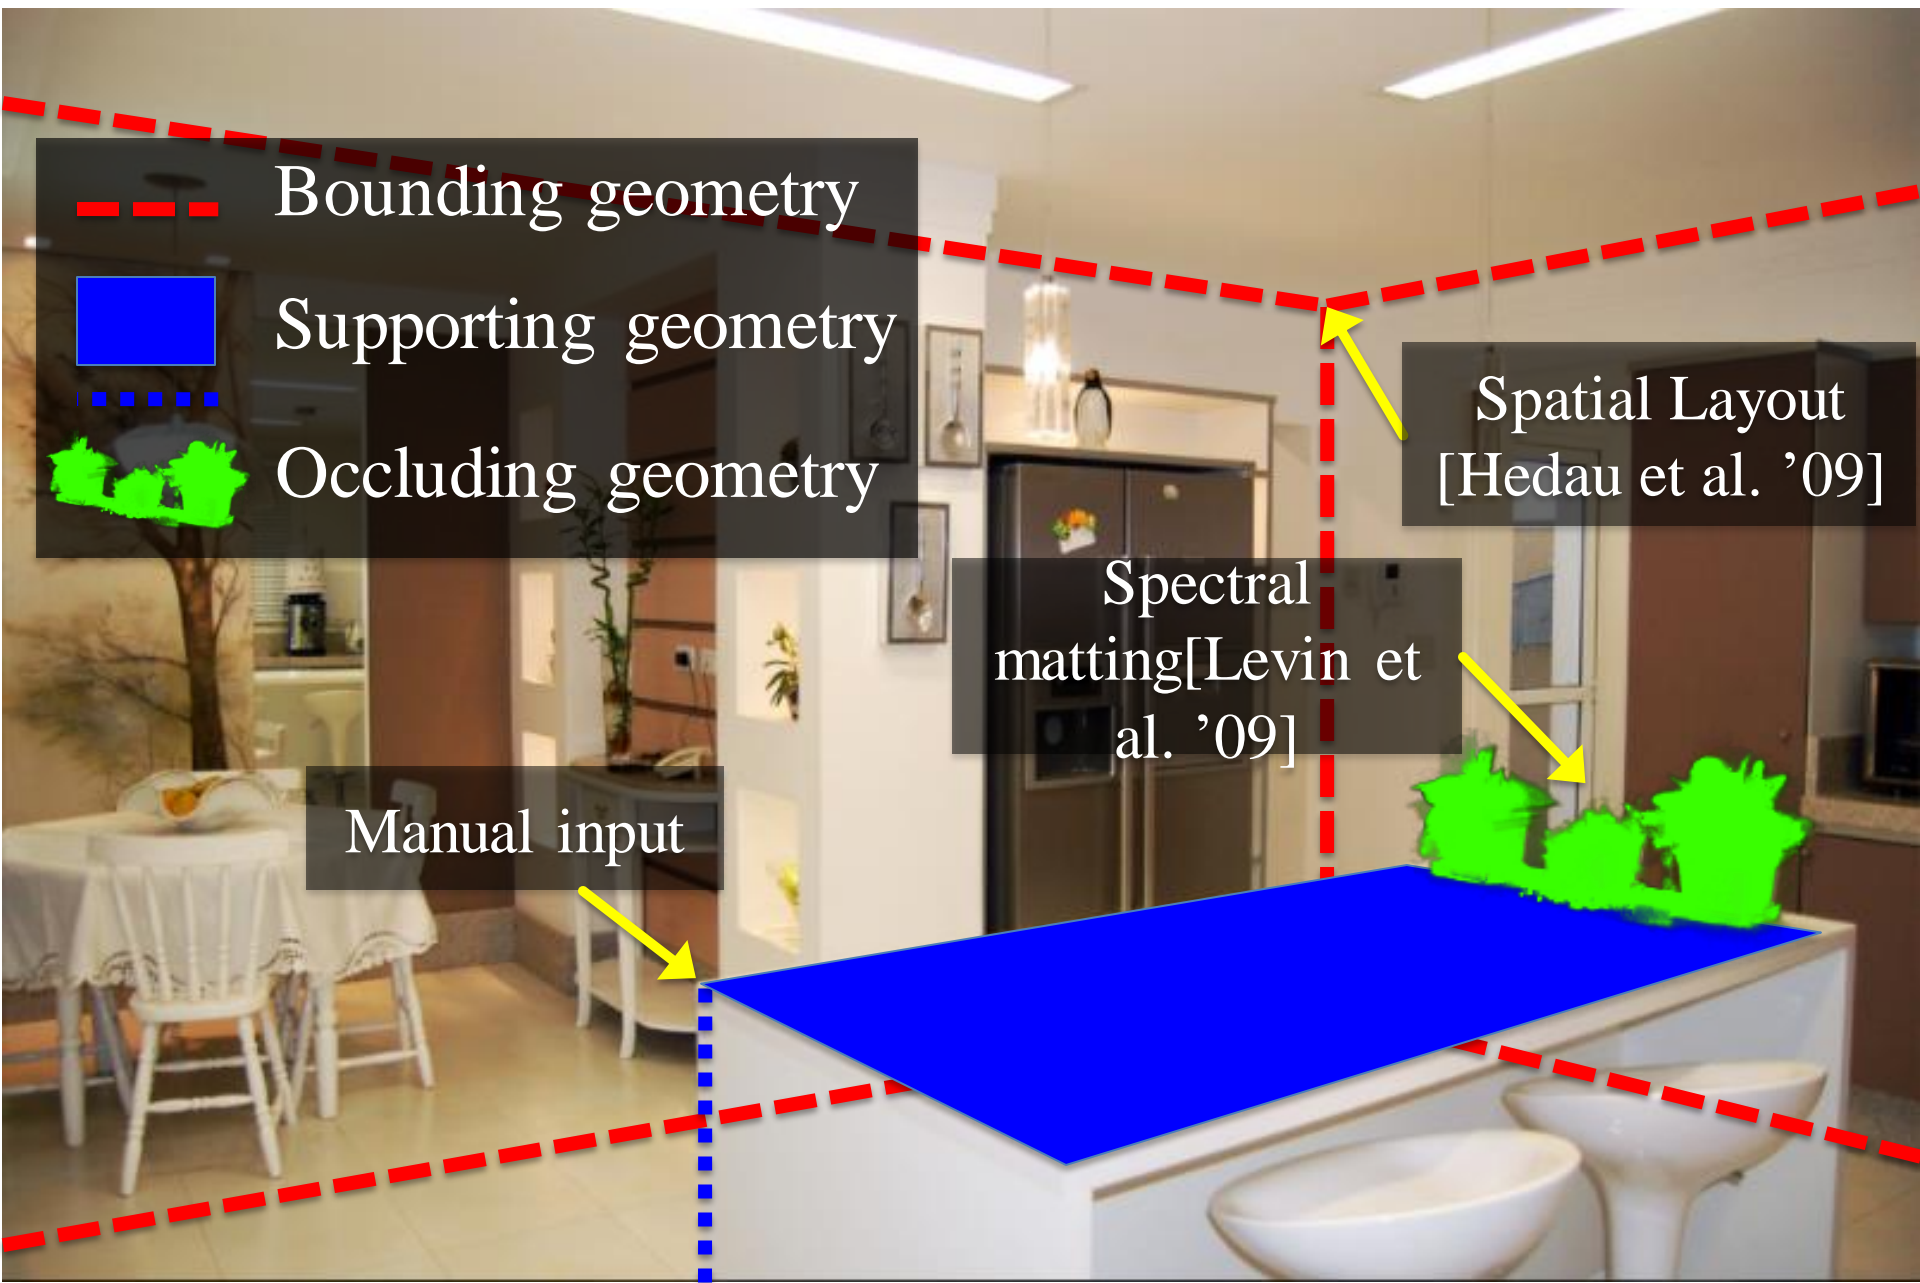 Bounding geometry
Supporting geometry
Occluding geometry
Spatial Layout
[Hedau et al. ’09]
Spectral
matting[Levin et
al. ’09]
Manual input